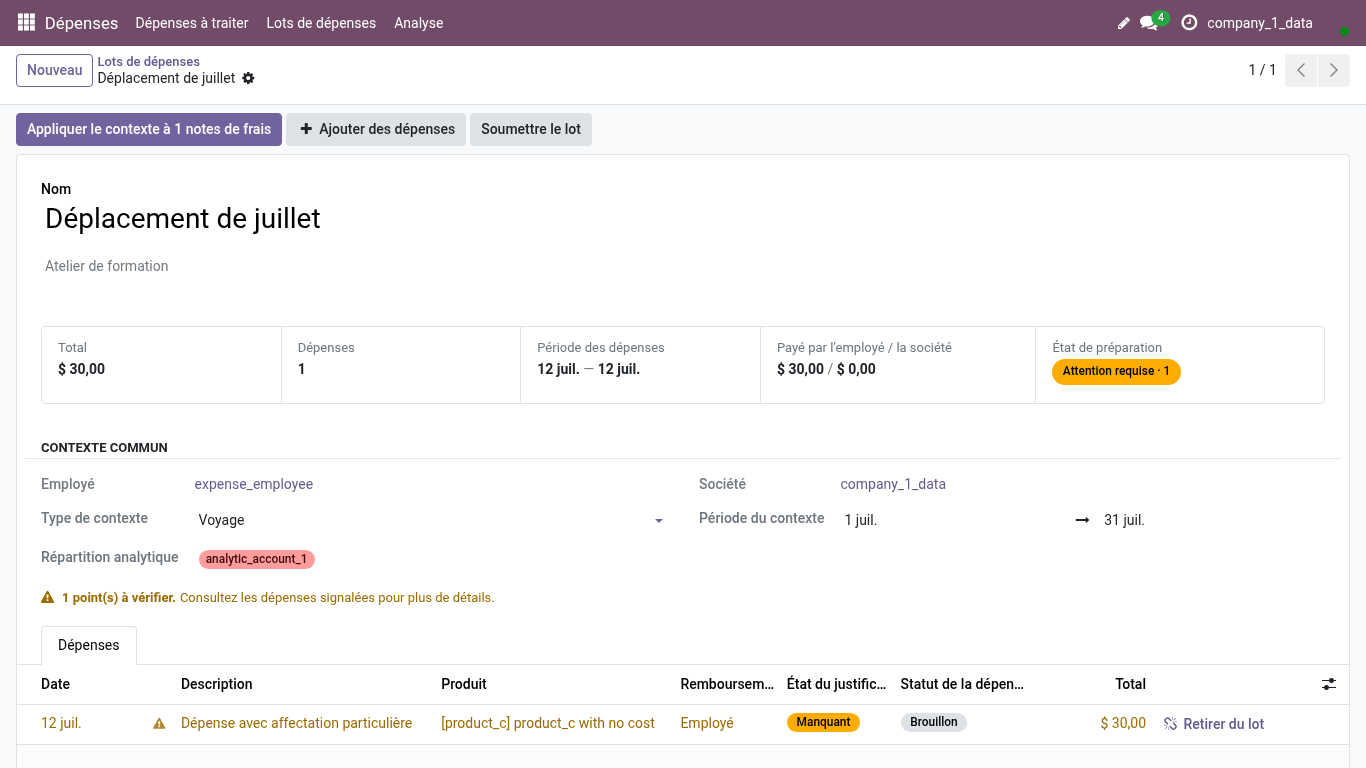 Dépenses Dépenses à traiter Lots de dépenses Analyse 4 company_1_data
Nouveau Lots de dépenses
Déplacement de juillet 1 / 1
Appliquer le contexte à 1 notes de frais Ajouter des dépenses Soumettre le lot
Nom
Déplacement de juillet
Atelier de formation
Total Dépenses Période des dépenses Payé par l’employé / la société État de préparation
$ 30,00 1 12 juil. — 12 juil. $ 30,00 / $ 0,00 Attention requise · 1
CONTEXTE COMMUN
Employé expense_employee Société company_1_data
Type de contexte Voyage Période du contexte 1 juil. 31 juil.
Répartition analytique analytic_account_1
1 point(s) à vérifier. Consultez les dépenses signalées pour plus de détails.
Dépenses
Date Description Produit Remboursem… État du justific… Statut de la dépen… Total
12 juil. Dépense avec affectation particulière [product_c] product_c with no cost Employé Manquant Brouillon $ 30,00 Retirer du lot